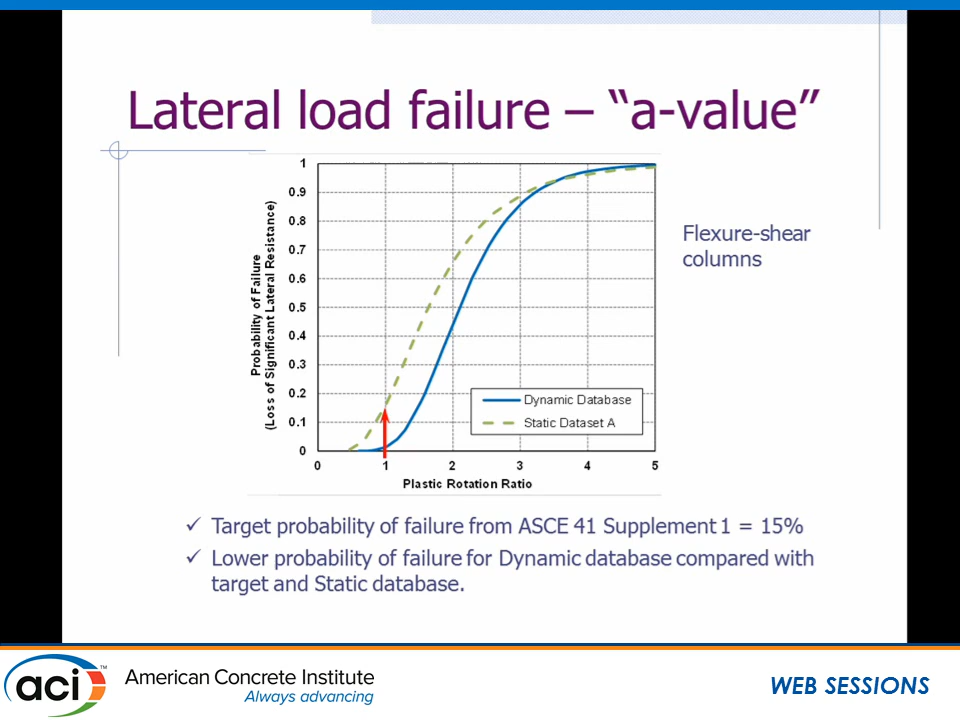 Lateral load failure – “a-value”
Probability of Failure
(Loss of Significant Lateral Resistance)
1
0.9
0.8
0.7
0.6
0.5
0.4
0.3
0.2
0.1
0
0 1 2 3 4 5
Plastic Rotation Ratio
Dynamic Database
Static Dataset A
Flexure-shear
columns
✓ Target probability of failure from ASCE 41 Supplement 1 = 15%
✓ Lower probability of failure for Dynamic database compared with
target and Static database.
aci™
American Concrete Institute
Always advancing
WEB SESSIONS